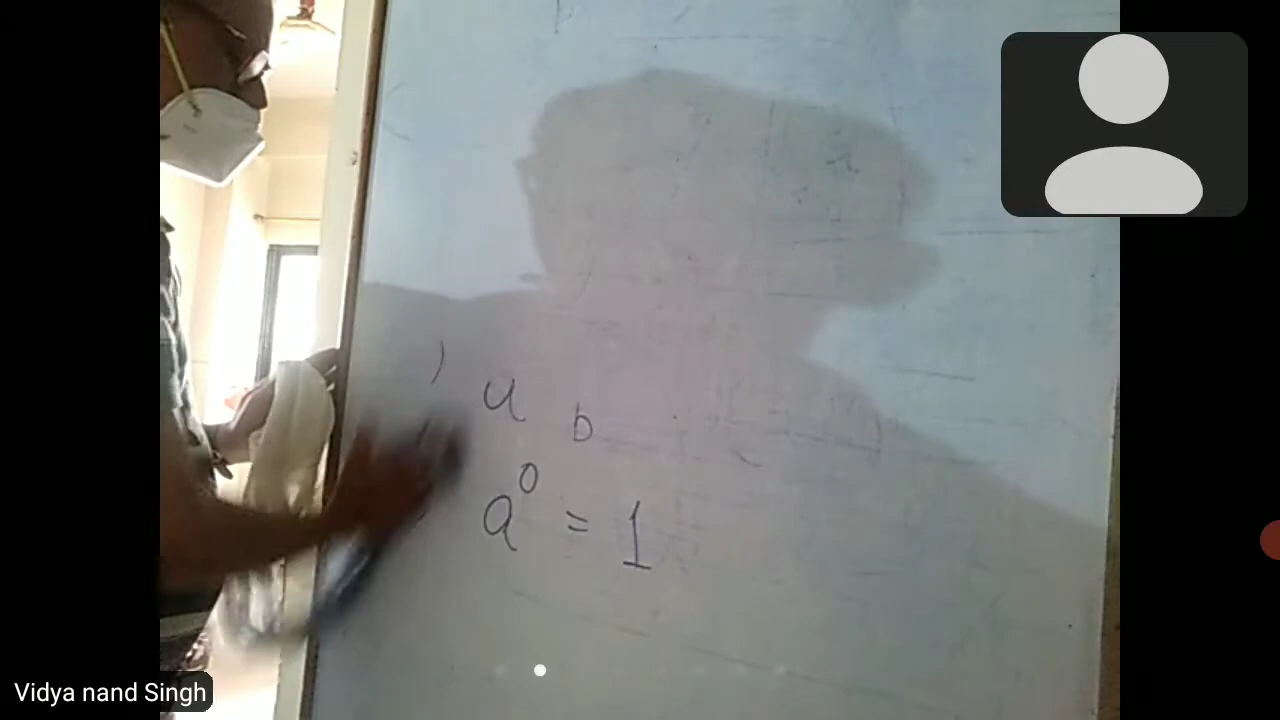 )
u b
a⁰ = 1
Vidya nand Singh